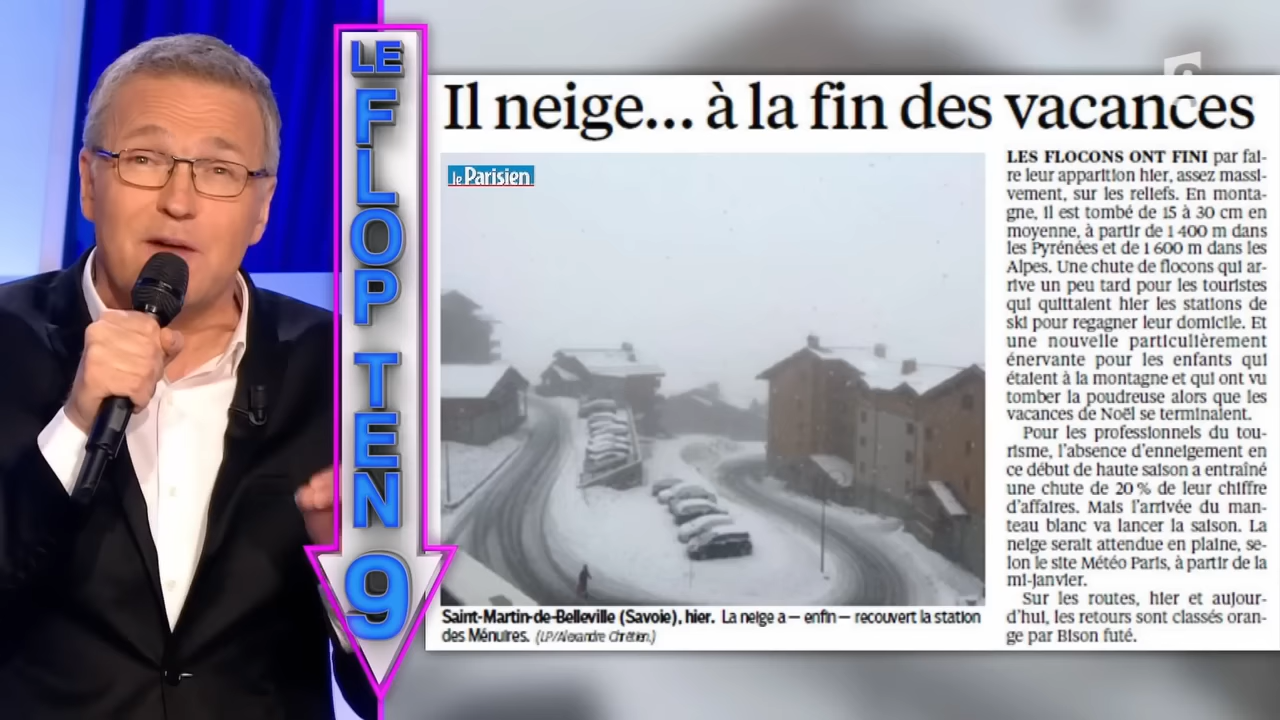 LE
FLOP
TEN
9
Il neige... à la fin des vacances
le Parisien
LES FLOCONS ONT FINI par fai-
re leur apparition hier, assez massi-
vement, sur les reliefs. En monta-
gne, il est tombé de 15 à 30 cm en
moyenne, à partir de 1 400 m dans
les Pyrénées et de 1 600 m dans les
Alpes. Une chute de flocons qui ar-
rive un peu tard pour les touristes
qui quittaient hier les stations de
ski pour regagner leur domicile. Et
une nouvelle particulièrement
énervante pour les enfants qui
étaient à la montagne et qui ont vu
tomber la poudreuse alors que les
vacances de Noël se terminaient.
Pour les professionnels du tou-
risme, l'absence d'enneigement en
ce début de haute saison a entraîné
une chute de 20 % de leur chiffre
d'affaires. Mais l'arrivée du man-
teau blanc va lancer la saison. La
neige serait attendue en plaine, se-
lon le site Météo Paris, à partir de la
mi-janvier.
Sur les routes, hier et aujour-
d'hui, les retours sont classés oran-
ge par Bison futé.
Saint-Martin-de-Belleville (Savoie), hier. La neige a — enfin — recouvert la station
des Ménuires. (LP/Alexandre Chrétien.)